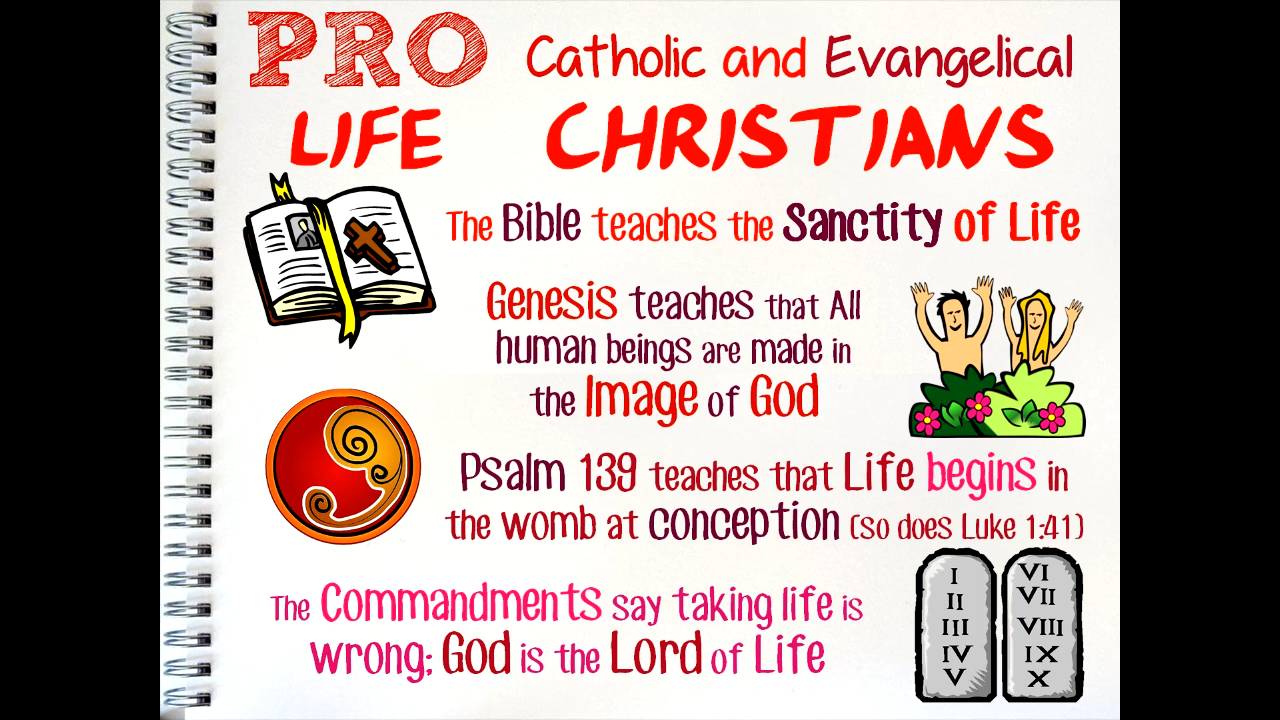 PRO
LIFE
Catholic and Evangelical
CHRISTIANS
The Bible teaches the Sanctity of Life
Genesis teaches that All
human beings are made in
the Image of God
Psalm 139 teaches that Life begins in
the womb at conception (so does Luke 1:41)
The Commandments say taking life is
wrong; God is the Lord of Life
I
II
III
IV
V
VI
VII
VIII
IX
X